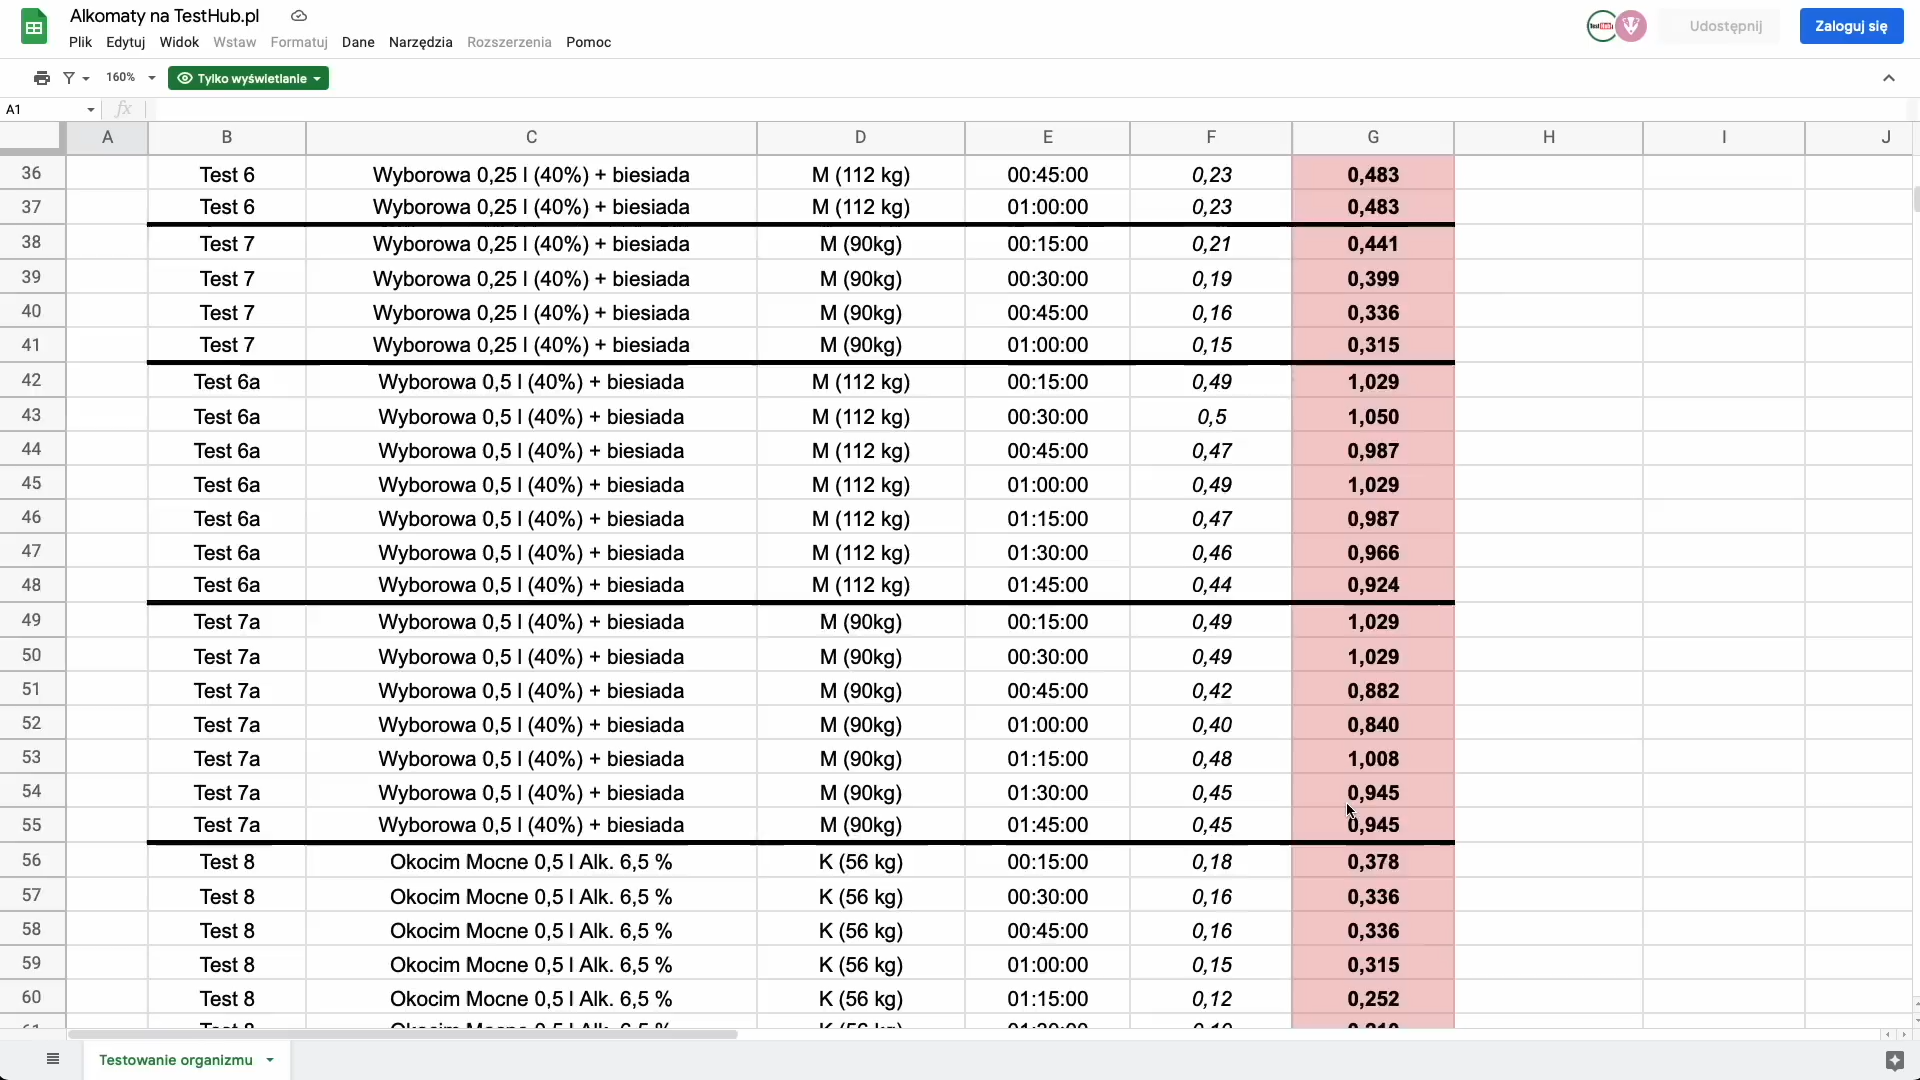 Alkomaty na TestHub.pl
Plik Edytuj Widok Wstaw Formatuj Dane Narzędzia Rozszerzenia Pomoc
Udostępnij
Zaloguj się
160% Tylko wyświetlanie
A1 fx
A B C D E F G H I J
36 Test 6 Wyborowa 0,25 l (40%) + biesiada M (112 kg) 00:45:00 0,23 0,483
37 Test 6 Wyborowa 0,25 l (40%) + biesiada M (112 kg) 01:00:00 0,23 0,483
38 Test 7 Wyborowa 0,25 l (40%) + biesiada M (90kg) 00:15:00 0,21 0,441
39 Test 7 Wyborowa 0,25 l (40%) + biesiada M (90kg) 00:30:00 0,19 0,399
40 Test 7 Wyborowa 0,25 l (40%) + biesiada M (90kg) 00:45:00 0,16 0,336
41 Test 7 Wyborowa 0,25 l (40%) + biesiada M (90kg) 01:00:00 0,15 0,315
42 Test 6a Wyborowa 0,5 l (40%) + biesiada M (112 kg) 00:15:00 0,49 1,029
43 Test 6a Wyborowa 0,5 l (40%) + biesiada M (112 kg) 00:30:00 0,5 1,050
44 Test 6a Wyborowa 0,5 l (40%) + biesiada M (112 kg) 00:45:00 0,47 0,987
45 Test 6a Wyborowa 0,5 l (40%) + biesiada M (112 kg) 01:00:00 0,49 1,029
46 Test 6a Wyborowa 0,5 l (40%) + biesiada M (112 kg) 01:15:00 0,47 0,987
47 Test 6a Wyborowa 0,5 l (40%) + biesiada M (112 kg) 01:30:00 0,46 0,966
48 Test 6a Wyborowa 0,5 l (40%) + biesiada M (112 kg) 01:45:00 0,44 0,924
49 Test 7a Wyborowa 0,5 l (40%) + biesiada M (90kg) 00:15:00 0,49 1,029
50 Test 7a Wyborowa 0,5 l (40%) + biesiada M (90kg) 00:30:00 0,49 1,029
51 Test 7a Wyborowa 0,5 l (40%) + biesiada M (90kg) 00:45:00 0,42 0,882
52 Test 7a Wyborowa 0,5 l (40%) + biesiada M (90kg) 01:00:00 0,40 0,840
53 Test 7a Wyborowa 0,5 l (40%) + biesiada M (90kg) 01:15:00 0,48 1,008
54 Test 7a Wyborowa 0,5 l (40%) + biesiada M (90kg) 01:30:00 0,45 0,945
55 Test 7a Wyborowa 0,5 l (40%) + biesiada M (90kg) 01:45:00 0,45 0,945
56 Test 8 Okocim Mocne 0,5 l Alk. 6,5 % K (56 kg) 00:15:00 0,18 0,378
57 Test 8 Okocim Mocne 0,5 l Alk. 6,5 % K (56 kg) 00:30:00 0,16 0,336
58 Test 8 Okocim Mocne 0,5 l Alk. 6,5 % K (56 kg) 00:45:00 0,16 0,336
59 Test 8 Okocim Mocne 0,5 l Alk. 6,5 % K (56 kg) 01:00:00 0,15 0,315
60 Test 8 Okocim Mocne 0,5 l Alk. 6,5 % K (56 kg) 01:15:00 0,12 0,252
Testowanie organizmu